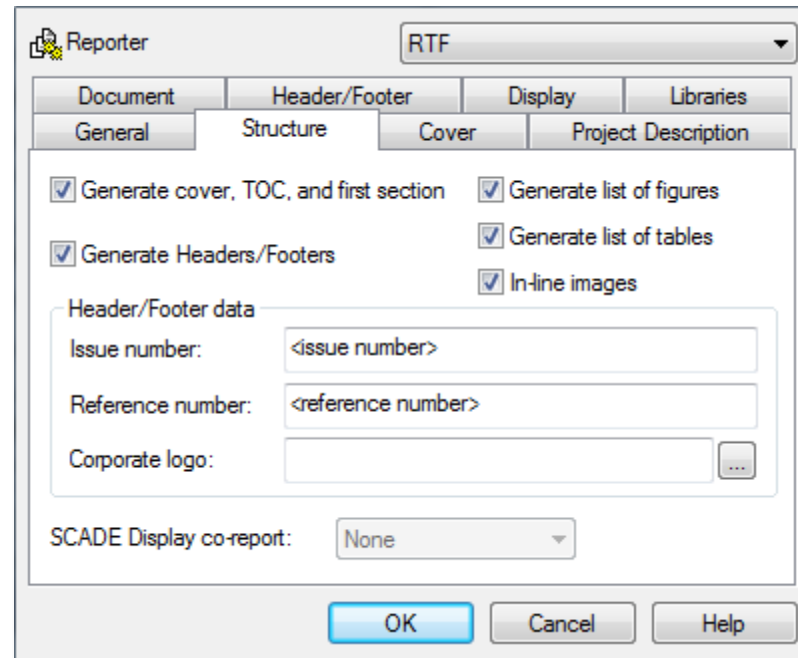 Reporter RTF
Document Header/Footer Display Libraries
General Structure Cover Project Description
Generate cover, TOC, and first section Generate list of figures
Generate Headers/Footers Generate list of tables
In-line images
Header/Footer data
Issue number: <issue number>
Reference number: <reference number>
Corporate logo: ...
SCADE Display co-report: None
OK Cancel Help